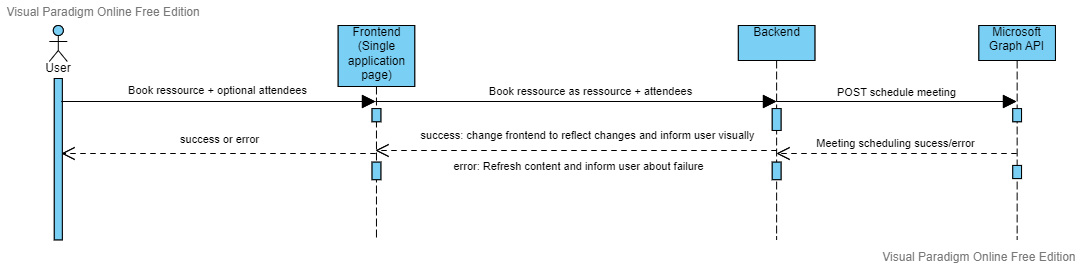 Visual Paradigm Online Free Edition
User
Frontend
(Single
application
page)
Backend
Microsoft
Graph API
Book ressource + optional attendees
Book ressource as ressource + attendees
POST schedule meeting
success or error
success: change frontend to reflect changes and inform user visually
Meeting scheduling sucess/error
error: Refresh content and inform user about failure
Visual Paradigm Online Free Edition